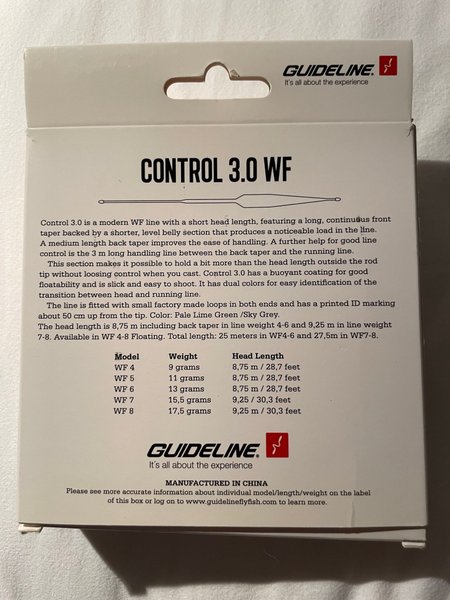 GUIDELINE.
It's all about the experience
CONTROL 3.0 WF
Control 3.0 is a modern WF line with a short head length, featuring a long, continuous front
taper backed by a shorter, level belly section that produces a noticeable load in the line.
A medium length back taper improves the ease of handling. A further help for good line
control is the 3 m long handling line between the back taper and the running line.
This section makes it possible to hold a bit more than the head length outside the rod
tip without loosing control when you cast. Control 3.0 has a buoyant coating for good
floatability and is slick and easy to shoot. It has dual colors for easy identification of the
transition between head and running line.
The line is fitted with small factory made loops in both ends and has a printed ID marking
about 50 cm up from the tip. Color: Pale Lime Green /Sky Grey.
The head length is 8,75 m including back taper in line weight 4-6 and 9,25 m in line weight
7-8. Available in WF 4-8 Floating. Total length: 25 meters in WF4-6 and 27,5m in WF7-8.
Model Weight Head Length
WF 4 9 grams 8,75 m / 28,7 feet
WF 5 11 grams 8,75 m / 28,7 feet
WF 6 13 grams 8,75 m / 28,7 feet
WF 7 15,5 grams 9,25 / 30,3 feet
WF 8 17,5 grams 9,25 m / 30,3 feet
GUIDELINE.
It's all about the experience
MANUFACTURED IN CHINA
Please see more accurate information about individual model/length/weight on the label
of this box or log on to www.guidelineflyfish.com to learn more.